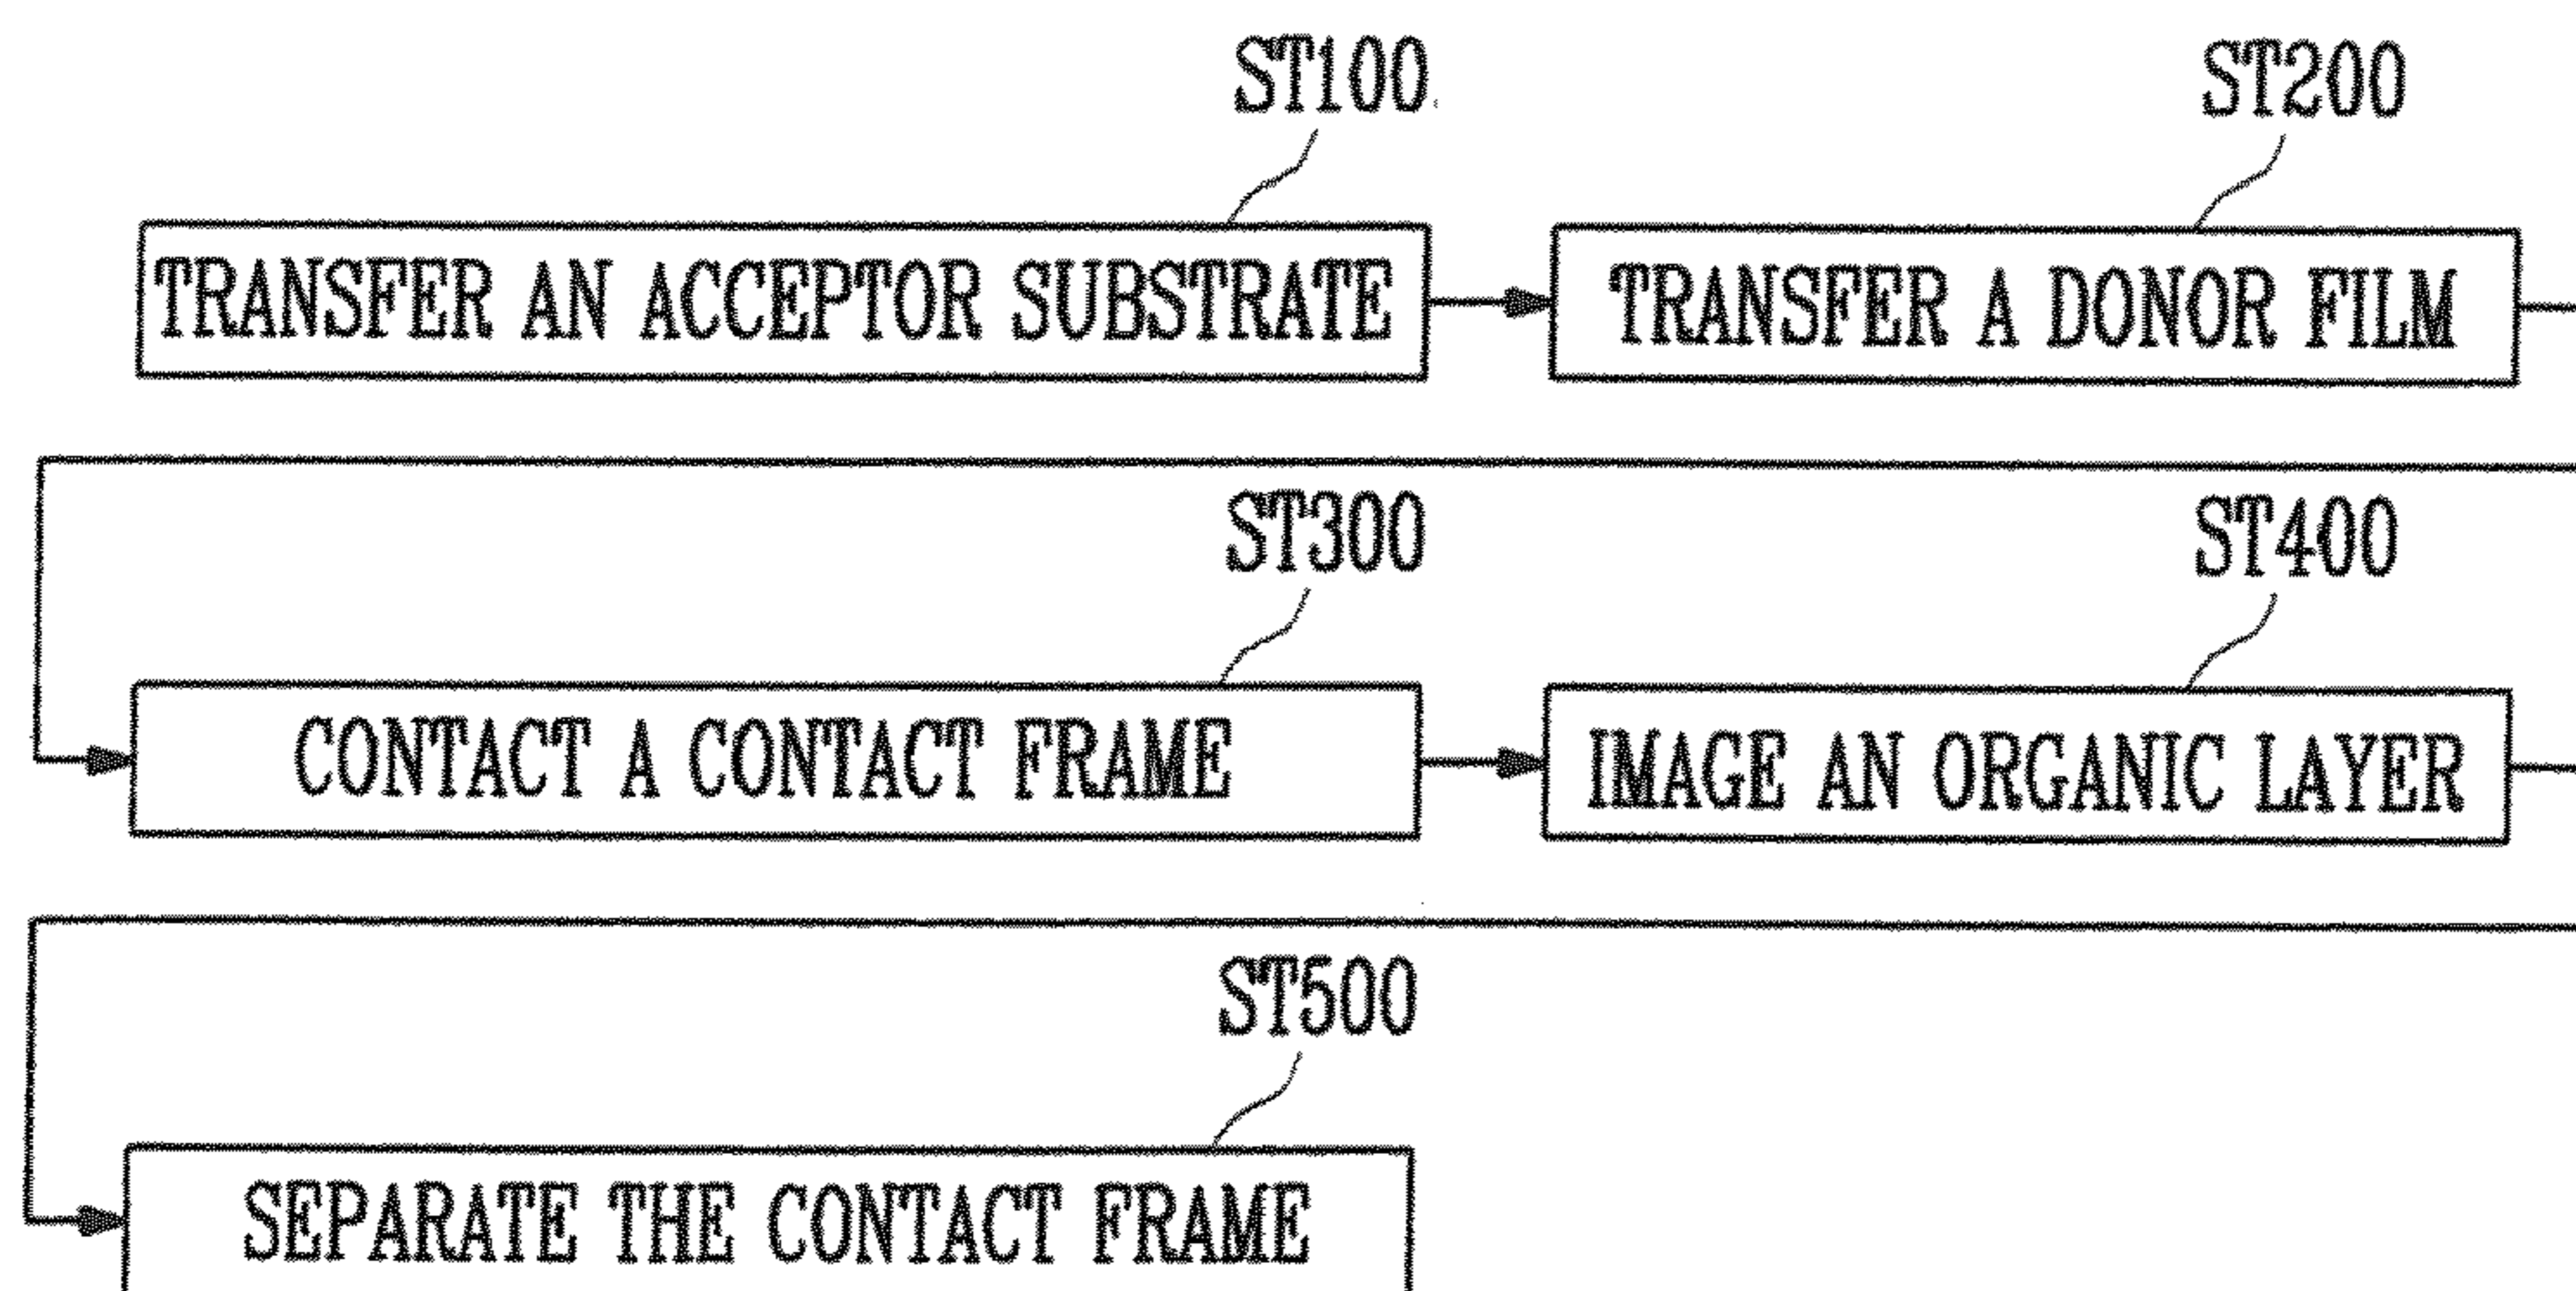 ST100
ST200
TRANSFER AN ACCEPTOR SUBSTRATE
TRANSFER A DONOR FILM
ST300
ST400
CONTACT A CONTACT FRAME
IMAGE AN ORGANIC LAYER
ST500
SEPARATE THE CONTACT FRAME